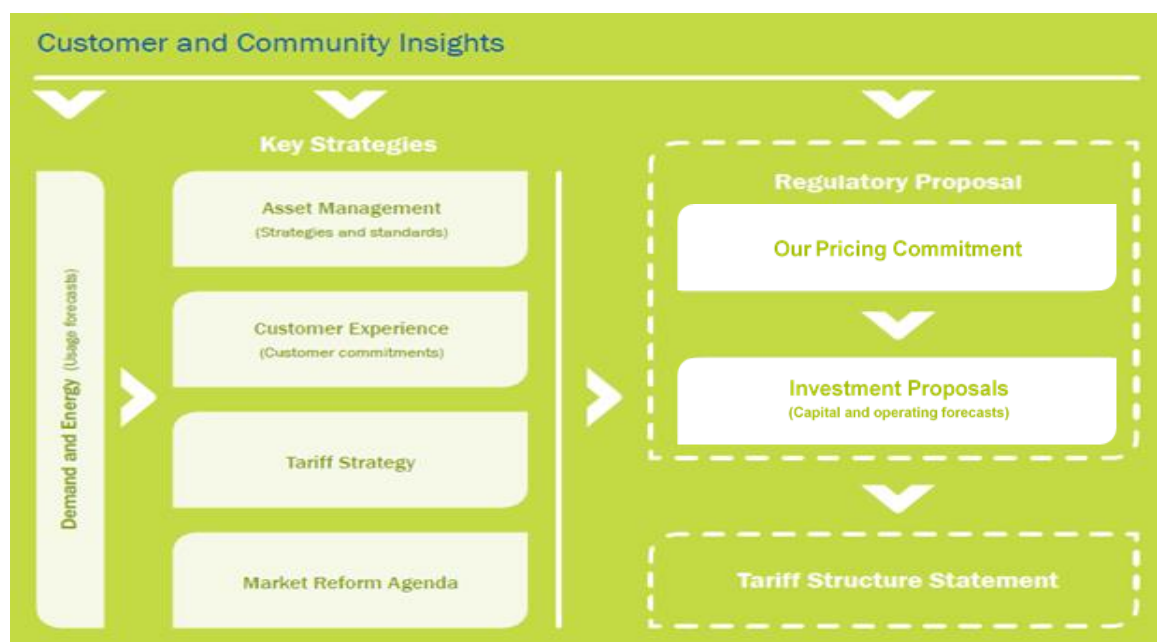 Customer and Community Insights
Demand and Energy (Usage forecasts)
Key Strategies
Asset Management
(Strategies and standards)
Customer Experience
(Customer commitments)
Tariff Strategy
Market Reform Agenda
Regulatory Proposal
Our Pricing Commitment
Investment Proposals
(Capital and operating forecasts)
Tariff Structure Statement